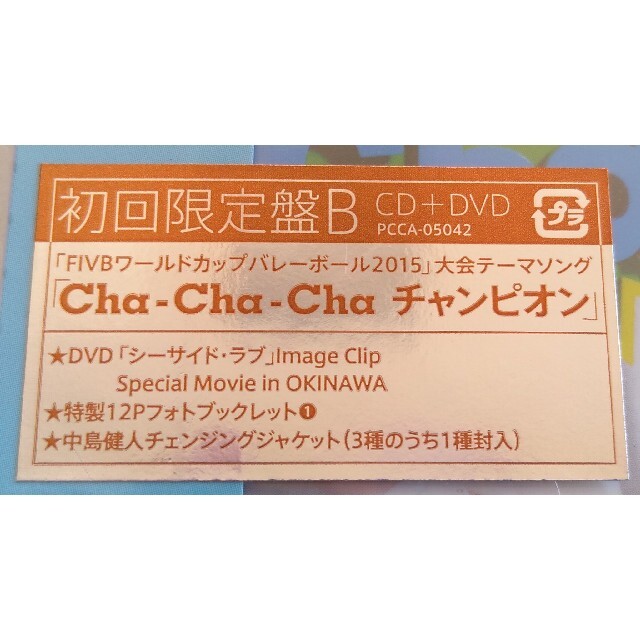 初回限定盤B CD+DVD
PCCA-05042
プラ
「FIVBワールドカップバレーボール2015」大会テーマソング
「Cha-Cha-Cha チャンピオン」
★DVD「シーサイド・ラブ」Image Clip
Special Movie in OKINAWA
★特製12Pフォトブックレット❶
★中島健人チェンジングジャケット(3種のうち1種封入)